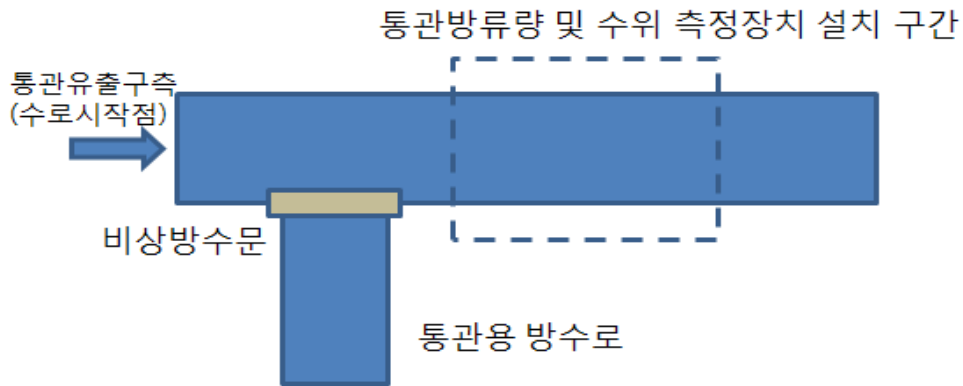 통관방류량 및 수위 측정장치 설치 구간
통관유출구측
(수로시작점)
비상방수문
통관용 방수로